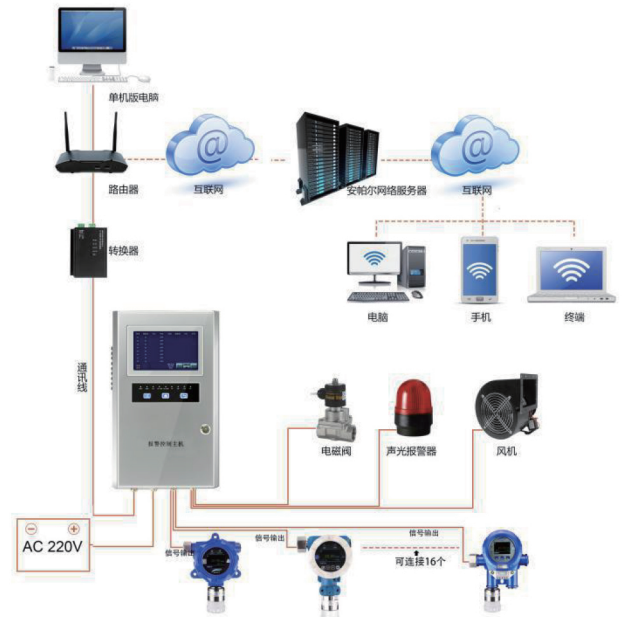 单机版电脑
@
@
路由器
互联网
安帕尔网络服务器
互联网
转换器
电脑
手机
终端
通讯线
报警控制主机
电磁阀
声光报警器
风机
AC 220V
信号输出
信号输出
信号输出
可连接16个